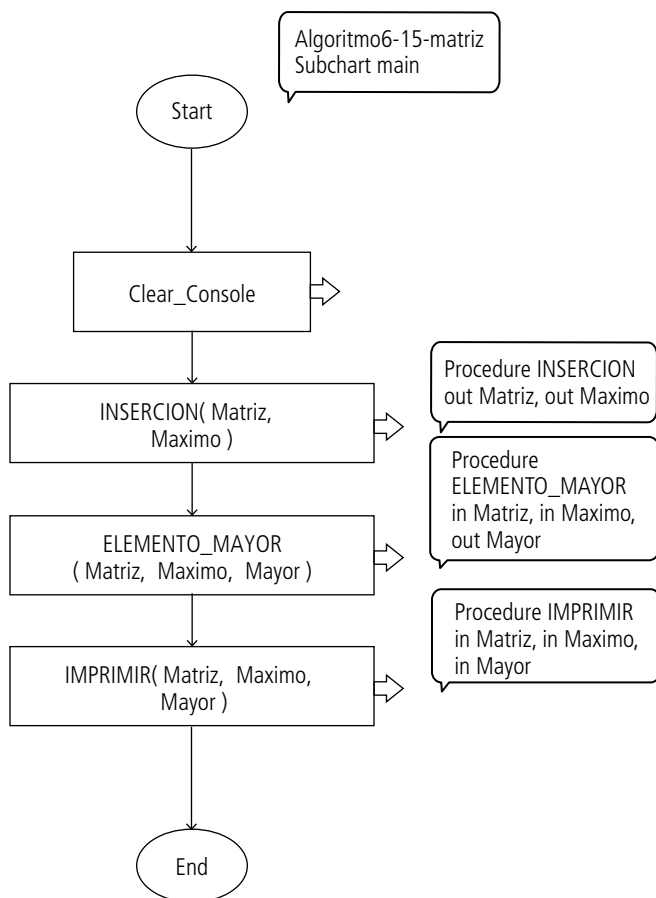 Algoritmo6-15-matriz
Subchart main
Start
Clear_Console
INSERCION( Matriz,
Maximo )
Procedure INSERCION
out Matriz, out Maximo
ELEMENTO_MAYOR
( Matriz, Maximo, Mayor )
Procedure
ELEMENTO_MAYOR
in Matriz, in Maximo,
out Mayor
IMPRIMIR( Matriz, Maximo,
Mayor )
Procedure IMPRIMIR
in Matriz, in Maximo,
in Mayor
End